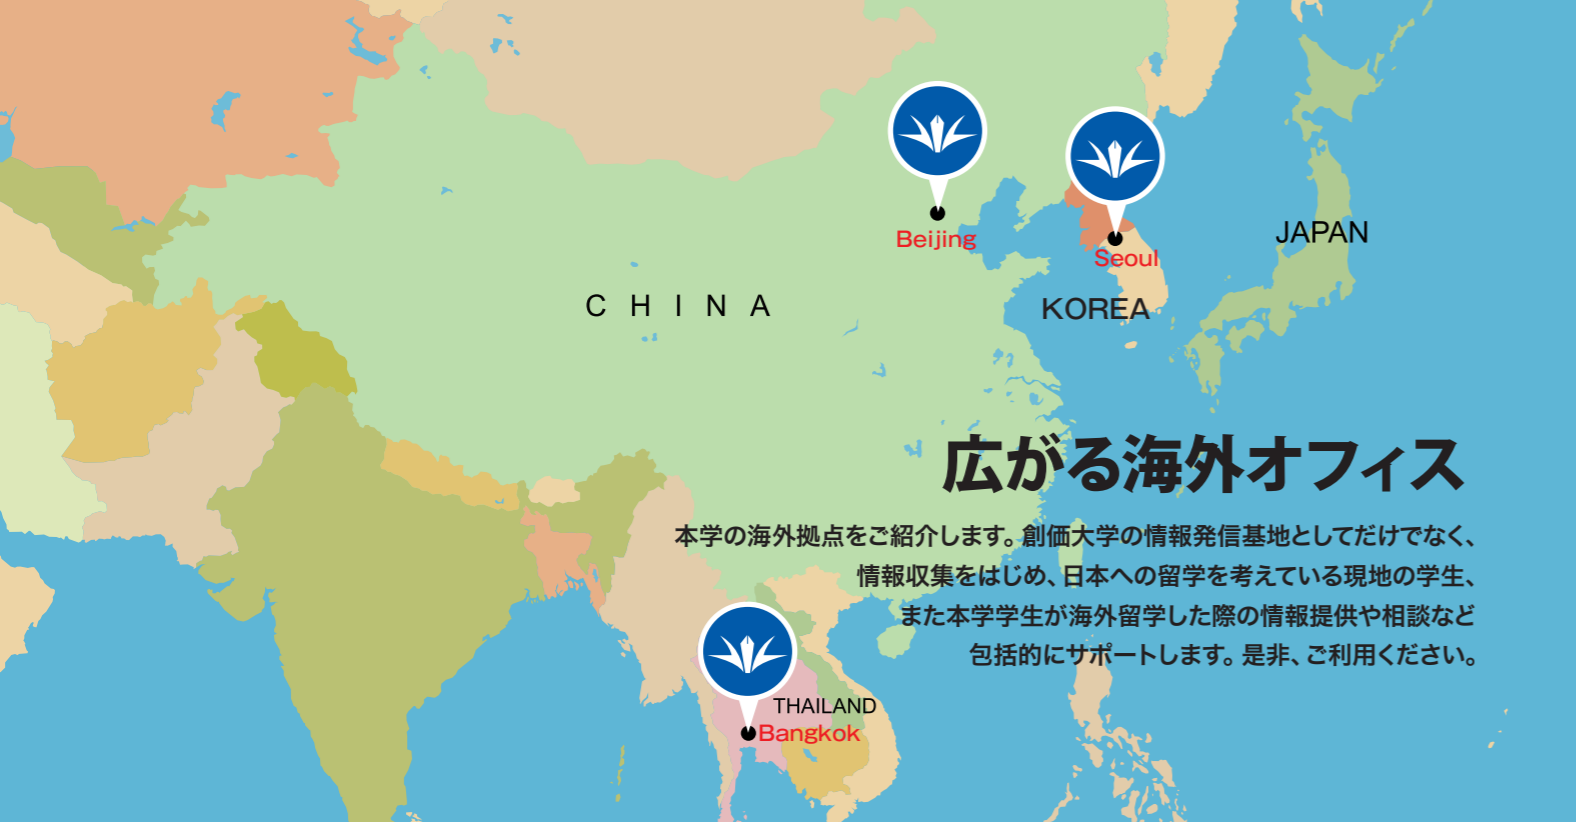 Beijing
Seoul
JAPAN
CHINA
KOREA
広がる海外オフィス
本学の海外拠点をご紹介します。創価大学の情報発信基地としてだけでなく、
情報収集をはじめ、日本への留学を考えている現地の学生、
また本学学生が海外留学した際の情報提供や相談など
包括的にサポートします。是非、ご利用ください。
THAILAND
Bangkok